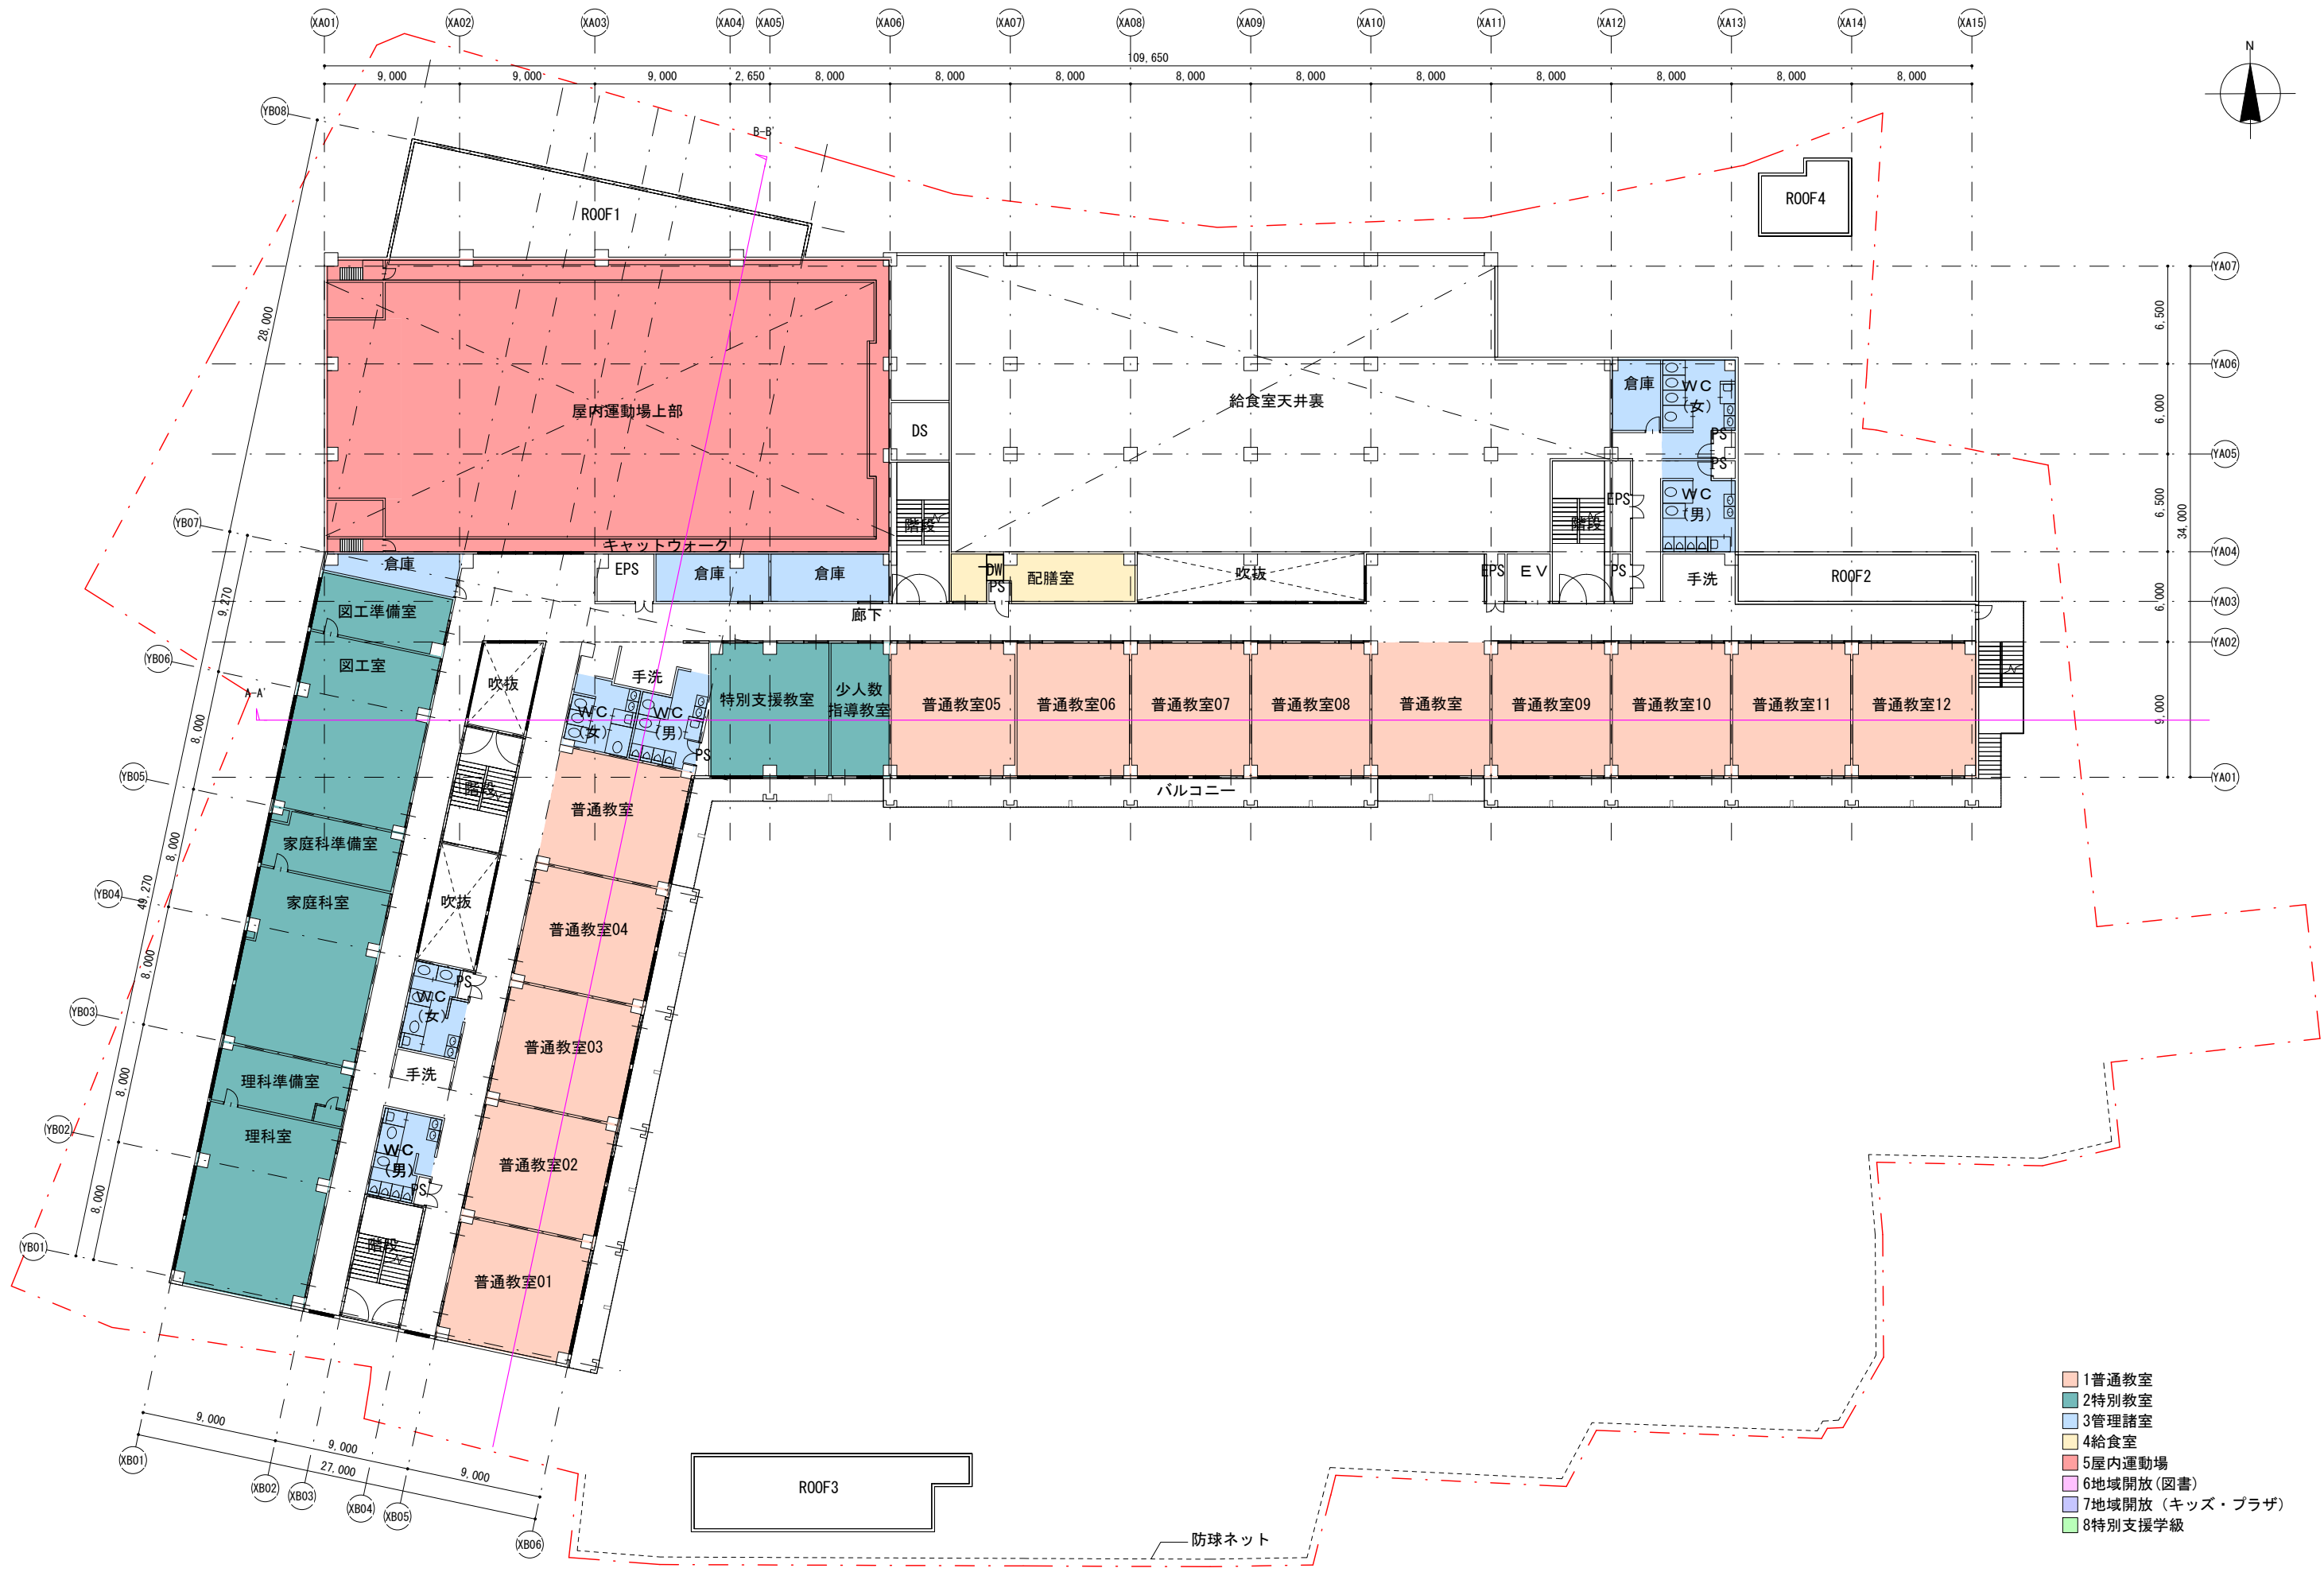 XA01 XA02 XA03 XA04 XA05 XA06 XA07 XA08 XA09 XA10 XA11 XA12 XA13 XA14 XA15
109,650
9,000 9,000 9,000 2,650 8,000 8,000 8,000 8,000 8,000 8,000 8,000 8,000 8,000 8,000
N
YB08
B-B'
ROOF1
ROOF4
YA07
28,000
6,500
YA06
倉庫
WC
(女)
屋内運動場上部
給食室天井裏
6,000
DS
PS
YA05
PS
EPS
WC
(男)
6,500
34,000
YB07
階段
階段
キャットウォーク
YA04
倉庫
EPS
倉庫
倉庫
DW
PS
配膳室
吹抜
EPS
EV
PS
手洗
ROOF2
6,000
9,270
図工準備室
廊下
YA03
YA02
YB06
図工室
吹抜
手洗
A-A'
WC
(女)
WC
(男)
PS
特別支援教室
少人数
指導教室
普通教室05
普通教室06
普通教室07
普通教室08
普通教室
普通教室09
普通教室10
普通教室11
普通教室12
9,000
8,000
YB05
YA01
階段
バルコニー
普通教室
8,000
家庭科準備室
49,270
YB04
家庭科室
吹抜
普通教室04
8,000
PS
WC
(女)
YB03
普通教室03
手洗
理科準備室
8,000
YB02
理科室
WC
(男)
PS
普通教室02
8,000
YB01
階段
普通教室01
9,000
9,000
9,000
27,000
XB01
XB02
XB03
XB04
XB05
XB06
ROOF3
防球ネット
1普通教室
2特別教室
3管理諸室
4給食室
5屋内運動場
6地域開放(図書)
7地域開放(キッズ・プラザ)
8特別支援学級